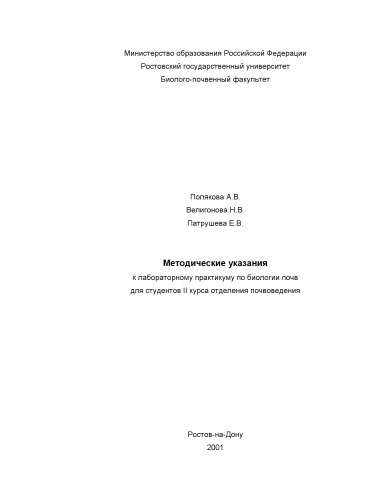 Министерство образования Российской Федерации
Ростовский государственный университет
Биолого-почвенный факультет
Полякова А.В.
Велигонова Н.В.
Патрушева Е.В.
Методические указания
к лабораторному практикуму по биологии почв
для студентов II курса отделения почвоведения
Ростов-на-Дону
2001